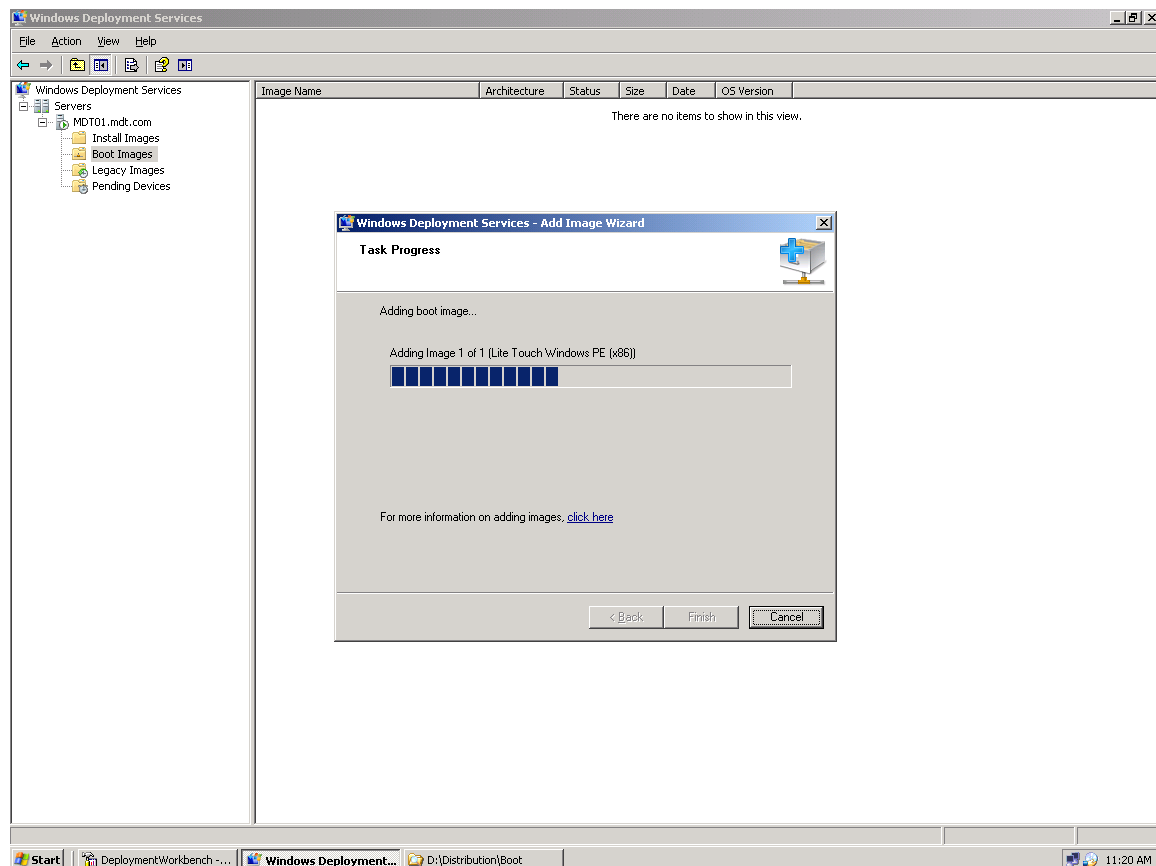 Windows Deployment Services
File Action View Help
Windows Deployment Services
Servers
MDT01.mdt.com
Install Images
Boot Images
Legacy Images
Pending Devices
Image Name Architecture Status Size Date OS Version
There are no items to show in this view.
Windows Deployment Services - Add Image Wizard
Task Progress
Adding boot image...
Adding Image 1 of 1 (Lite Touch Windows PE (x86))
For more information on adding images, click here
< Back Finish Cancel
Start DeploymentWorkbench -... Windows Deployment... D:\Distribution\Boot 11:20 AM